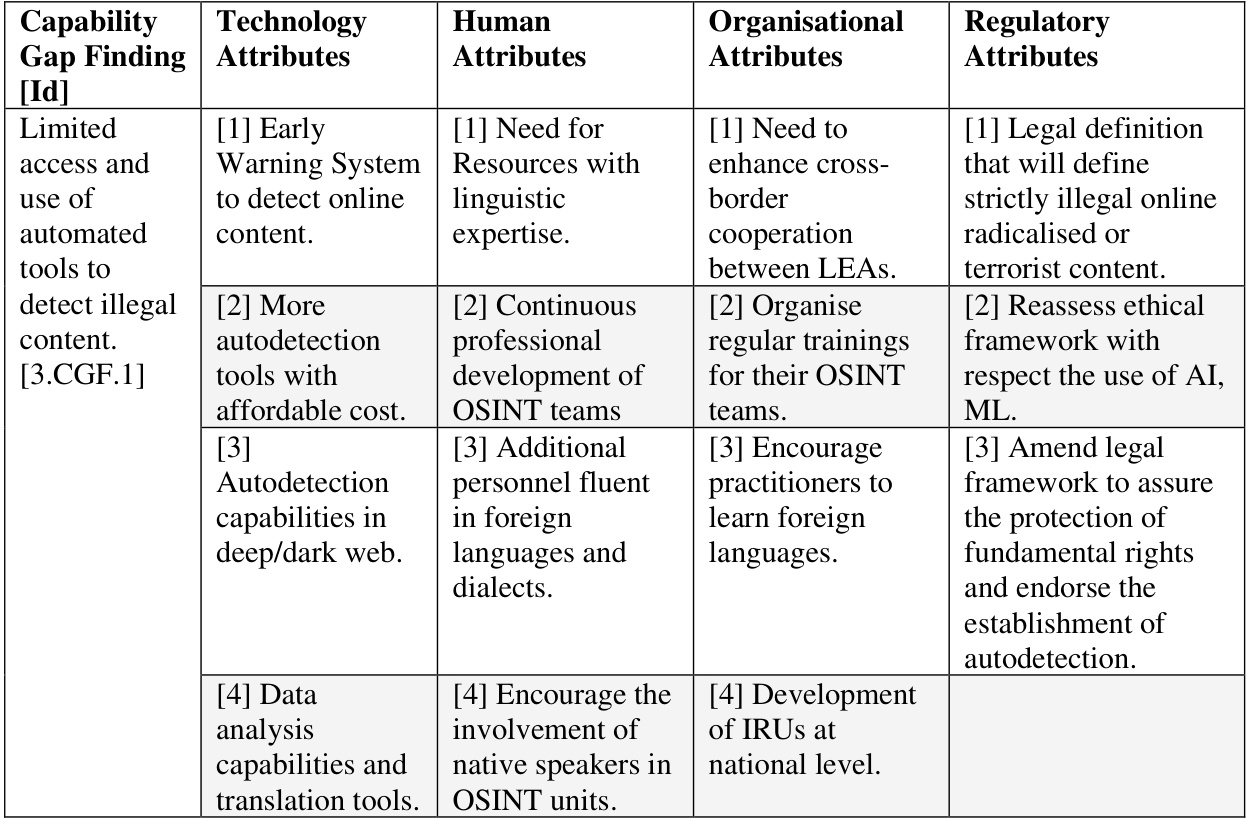 Capability
Gap Finding
[Id]
Technology
Attributes
Human
Attributes
Organisational
Attributes
Regulatory
Attributes
Limited
access and
use of
automated
tools to
detect illegal
content.
[3.CGF.1]
[1] Early
Warning System
to detect online
content.
[1] Need for
Resources with
linguistic
expertise.
[1] Need to
enhance cross-
border
cooperation
between LEAs.
[1] Legal definition
that will define
strictly illegal online
radicalised or
terrorist content.
[2] More
autodetection
tools with
affordable cost.
[2] Continuous
professional
development of
OSINT teams
[2] Organise
regular trainings
for their OSINT
teams.
[2] Reassess ethical
framework with
respect the use of AI,
ML.
[3]
Autodetection
capabilities in
deep/dark web.
[3] Additional
personnel fluent
in foreign
languages and
dialects.
[3] Encourage
practitioners to
learn foreign
languages.
[3] Amend legal
framework to assure
the protection of
fundamental rights
and endorse the
establishment of
autodetection.
[4] Data
analysis
capabilities and
translation tools.
[4] Encourage the
involvement of
native speakers in
OSINT units.
[4] Development
of IRUs at
national level.